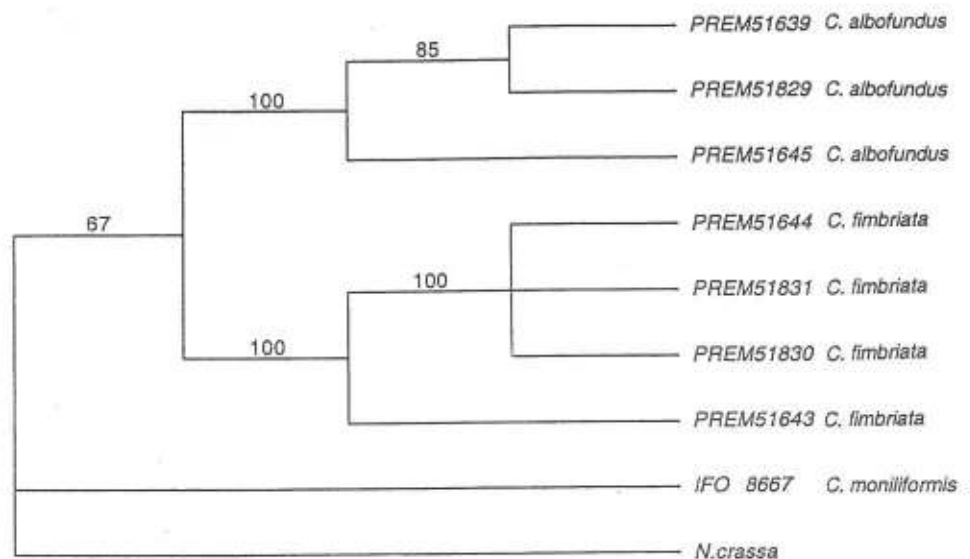 PREM51639 C. albofundus
85
PREM51829 C. albofundus
100
PREM51645 C. albofundus
67
PREM51644 C. fimbriata
100
PREM51831 C. fimbriata
100
PREM51830 C. fimbriata
PREM51643 C. fimbriata
IFO 8667 C. moniliformis
N.crassa